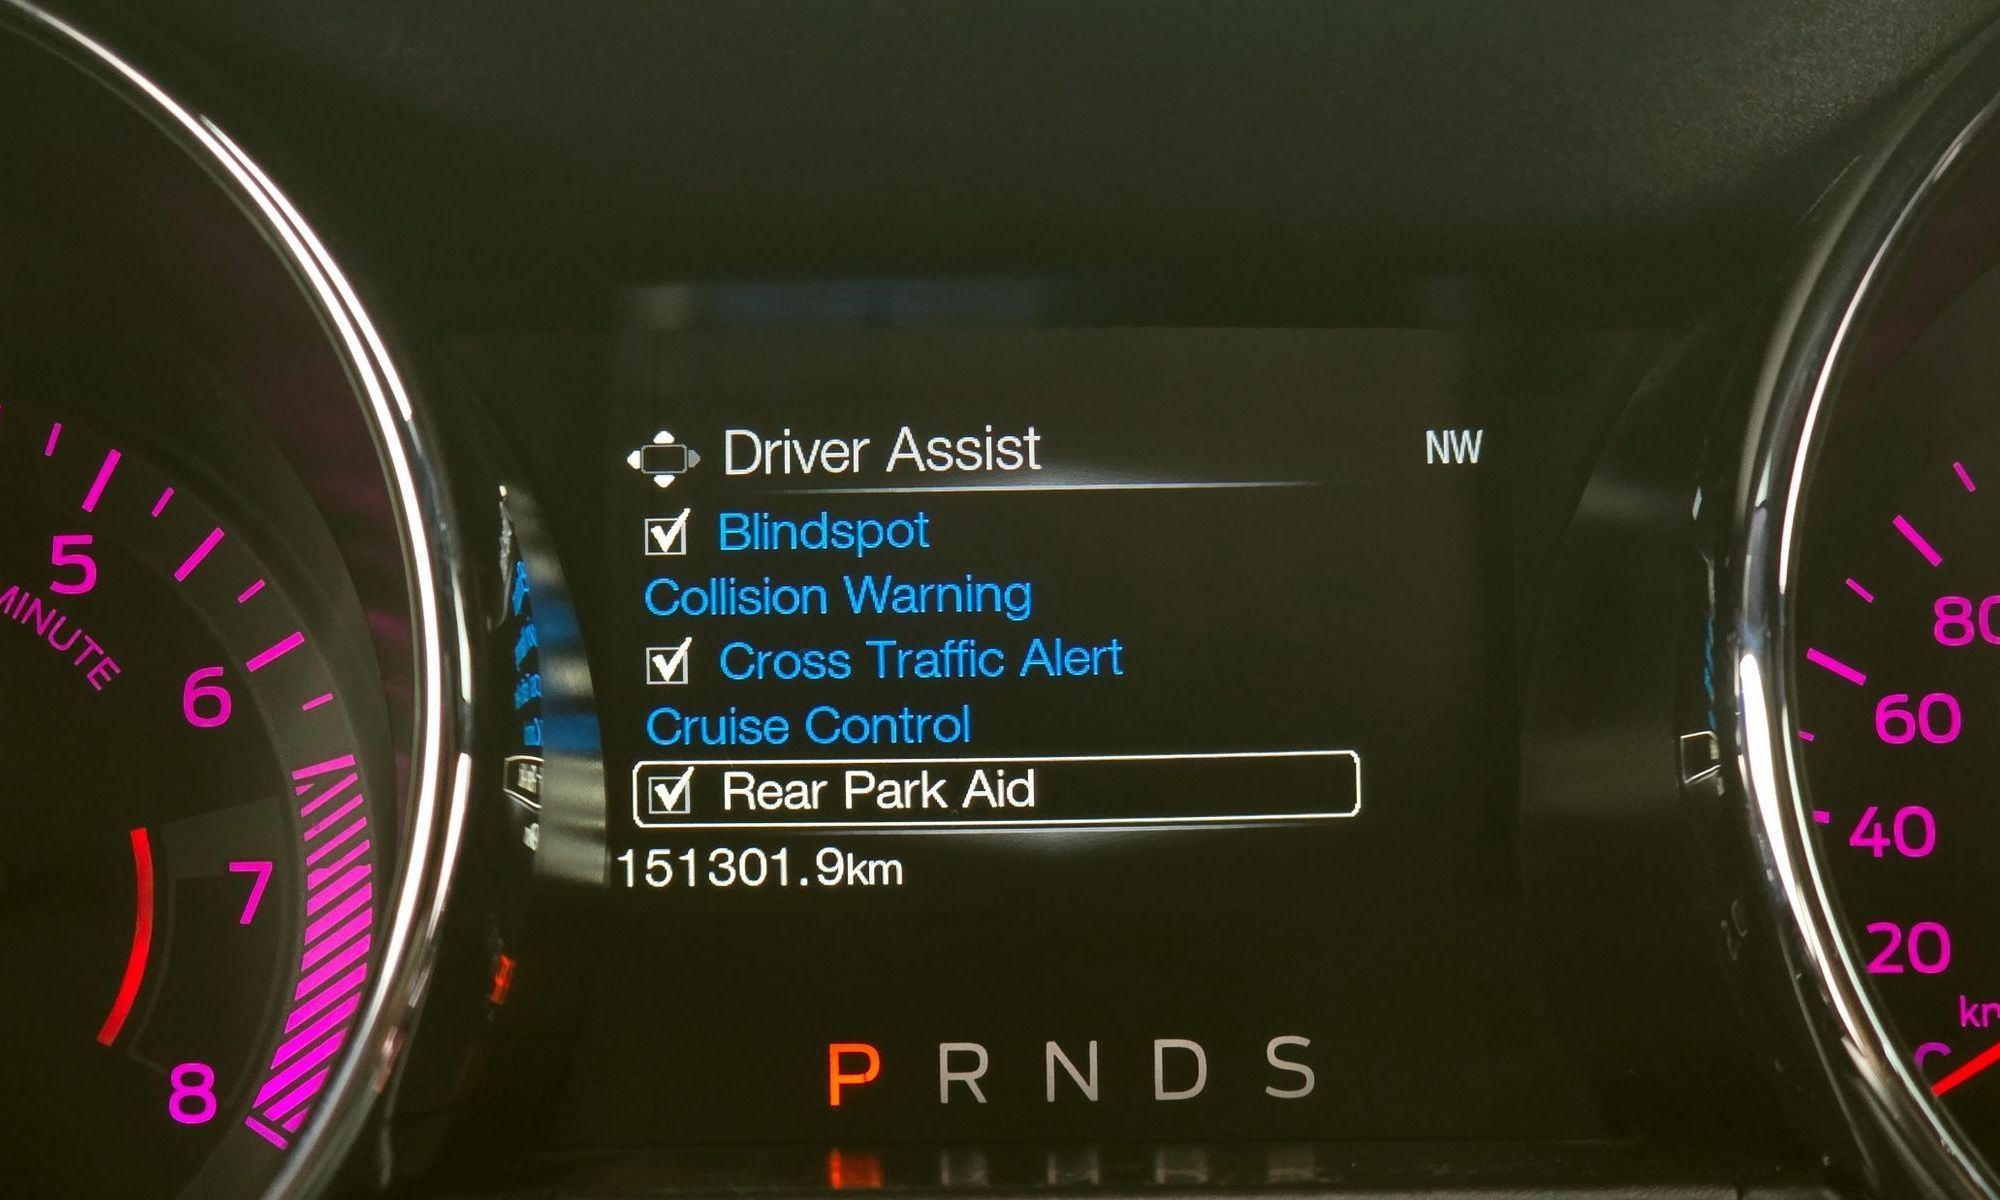 Driver Assist
NW
Blindspot
Collision Warning
Cross Traffic Alert
Cruise Control
Rear Park Aid
151301.9km
P R N D S
5
6
7
8
MINUTE
80
60
40
20